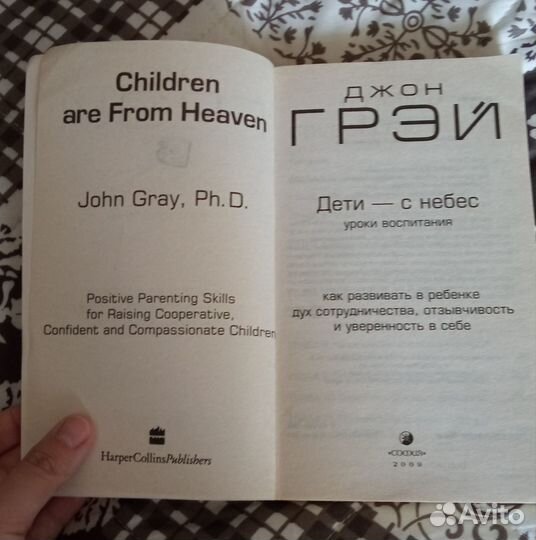 Children
are From Heaven
John Gray, Ph.D.
Positive Parenting Skills
for Raising Cooperative,
Confident and Compassionate Children
HarperCollinsPublishers
ДЖОН
ГРЭЙ
Дети — с небес
уроки воспитания
как развивать в ребенке
дух сотрудничества, отзывчивость
и уверенность в себе
«СОФИЯ»
2009
Avito